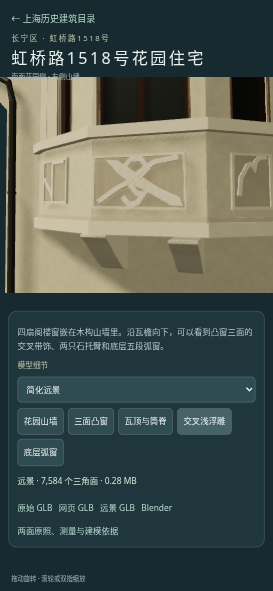 ← 上海历史建筑目录
长宁区 · 虹桥路1518号
虹桥路1518号花园住宅
四扇阁楼窗嵌在木构山墙里。沿瓦檐向下，可以看到凸窗三面的
交叉带饰、两只石托臂和底层五段弧窗。
模型细节
简化远景
花园山墙 三面凸窗 瓦顶与筒脊 交叉浅浮雕
底层弧窗
远景 · 7,584 个三角面 · 0.28 MB
原始 GLB 网页 GLB 远景 GLB Blender
两面原照、测量与建模依据
拖动旋转 · 滚轮或双指缩放